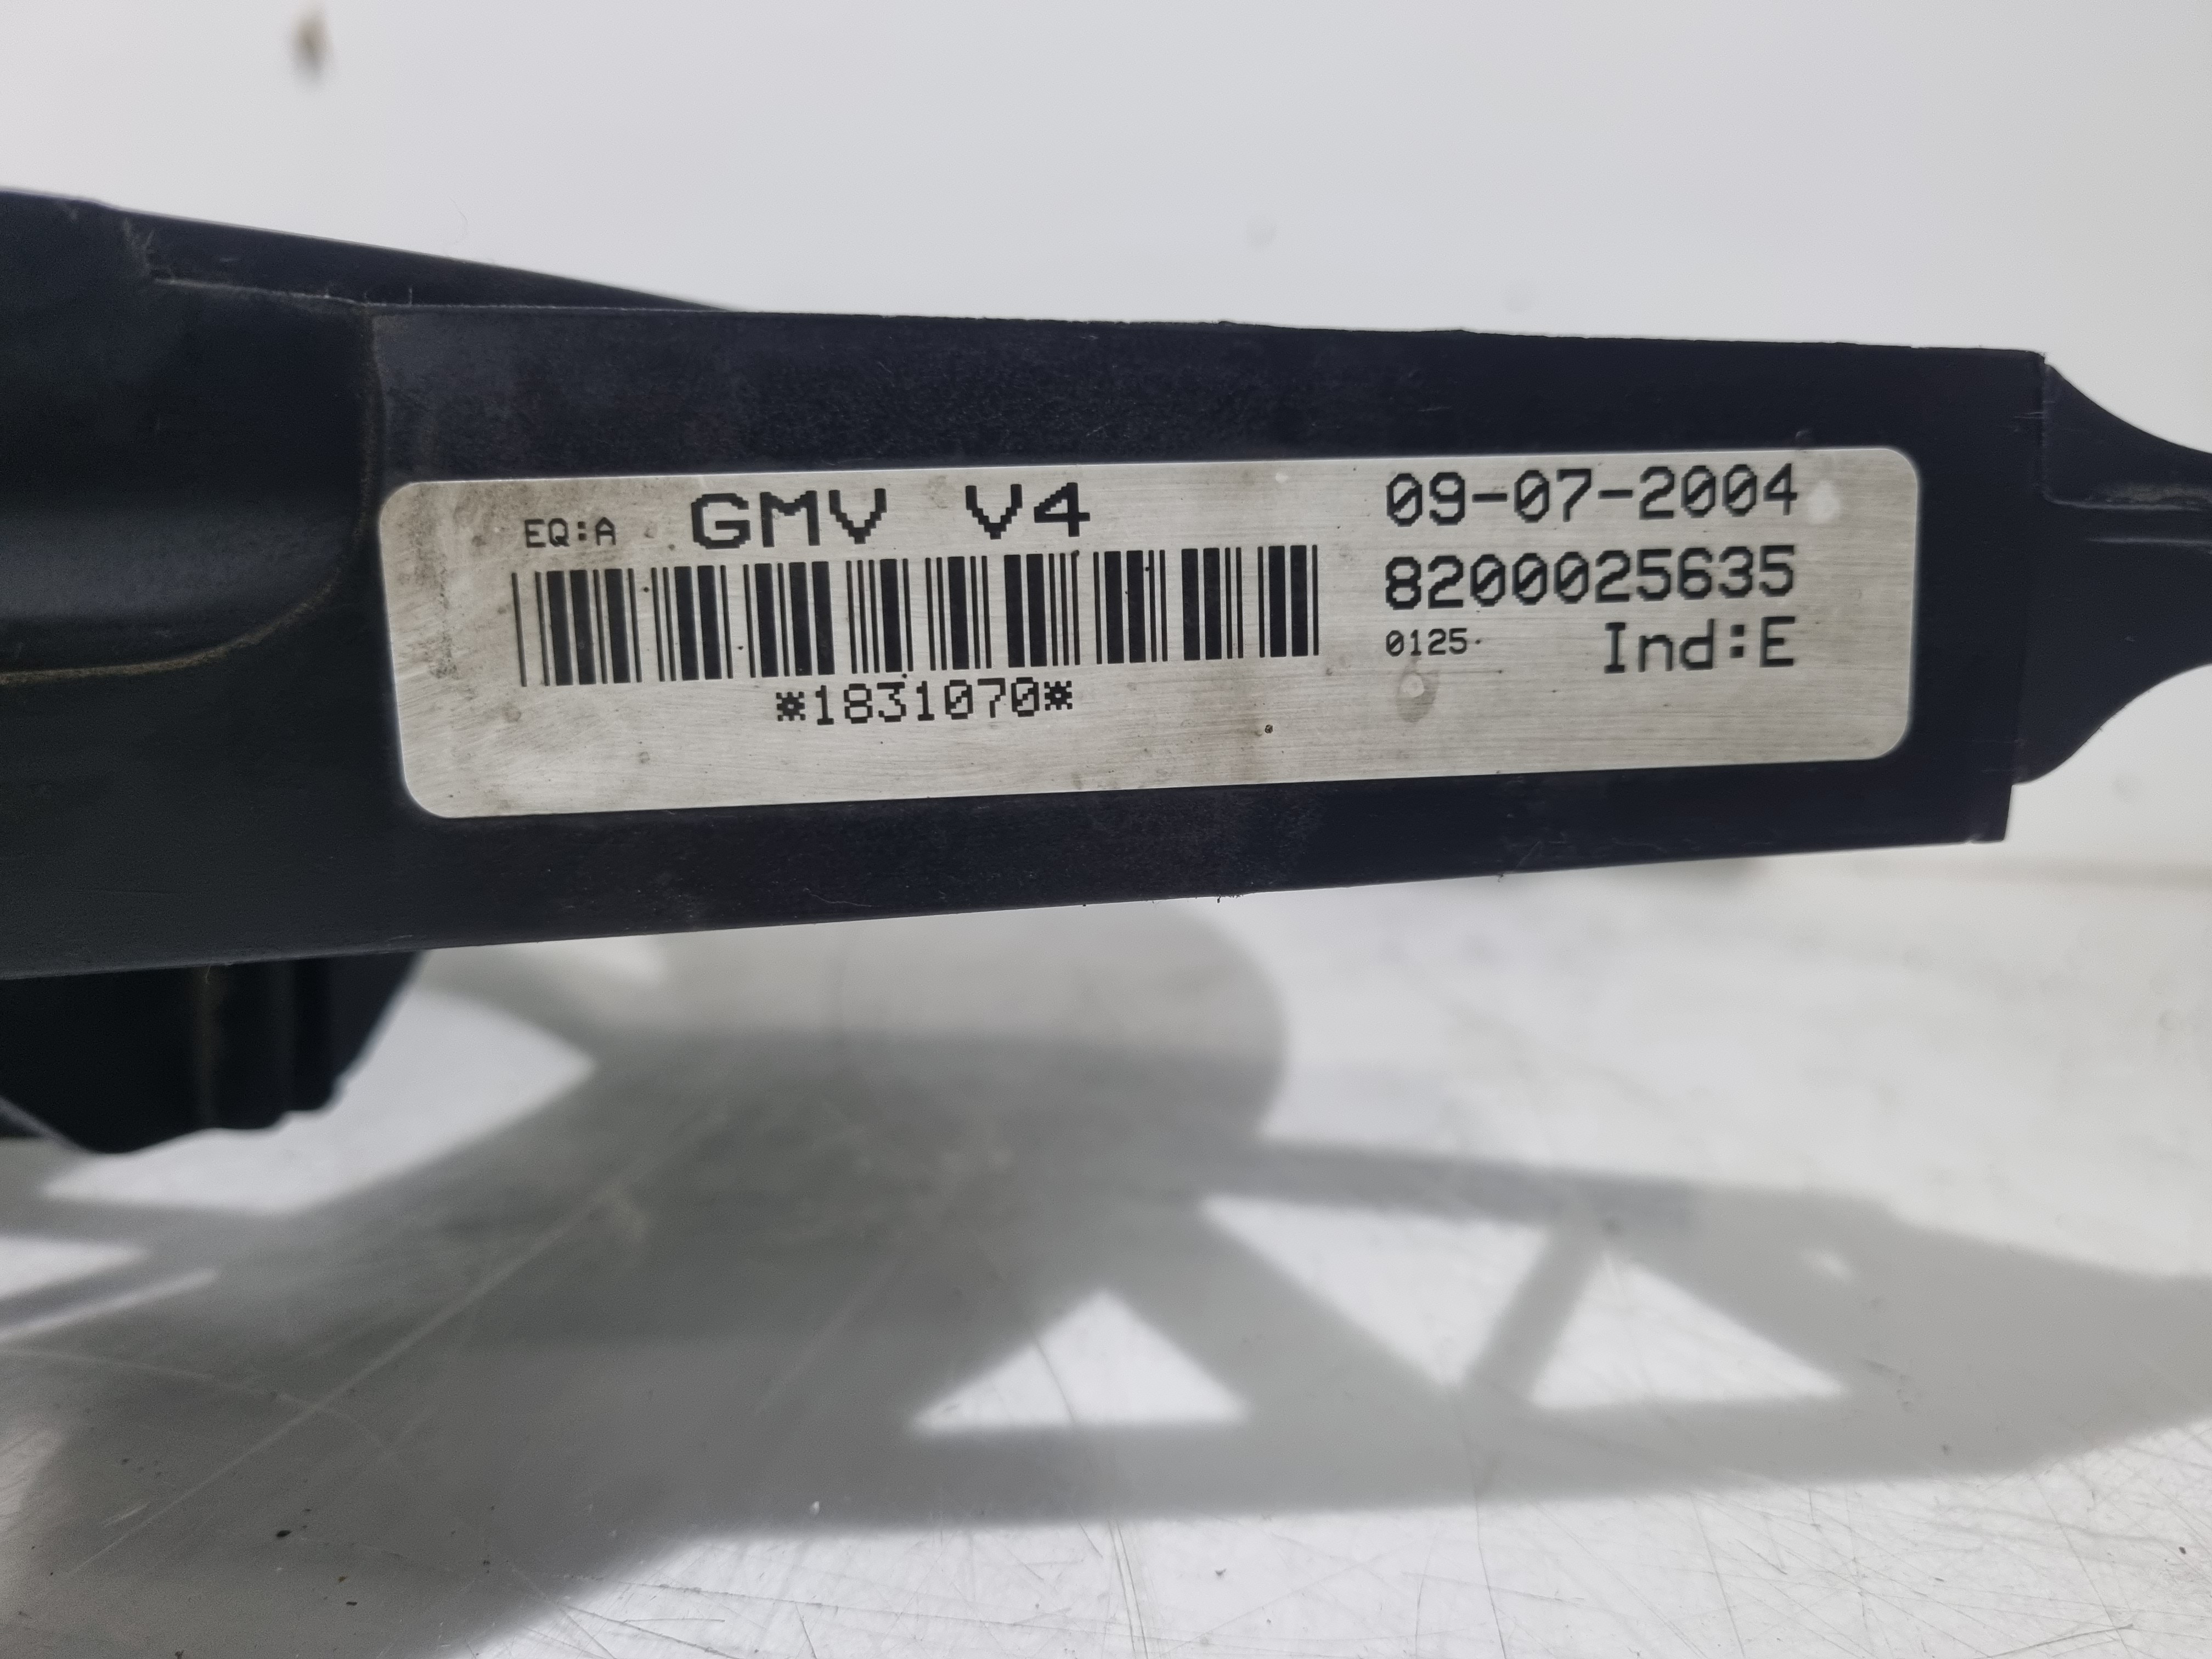 EQ:A GMV V4
*1831070*
09-07-2004
8200025635
0125 Ind:E